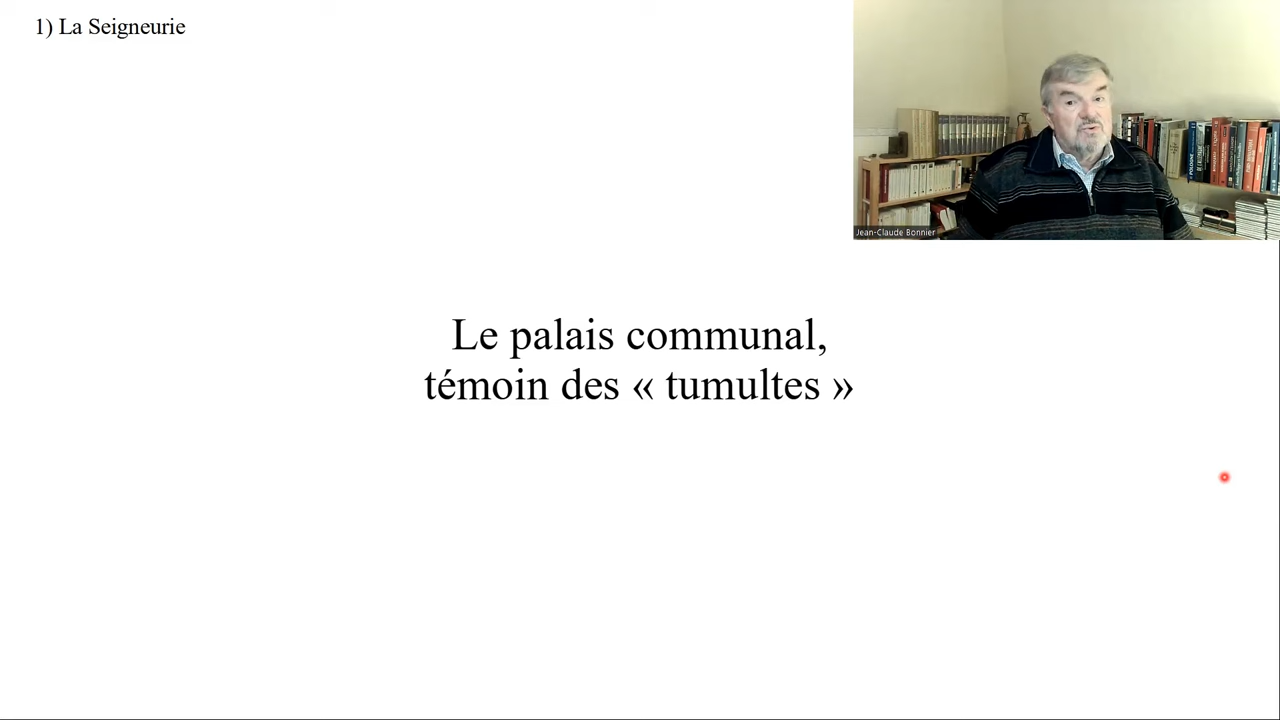 1) La Seigneurie
Jean-Claude Bonnier
Le palais communal,
témoin des « tumultes »